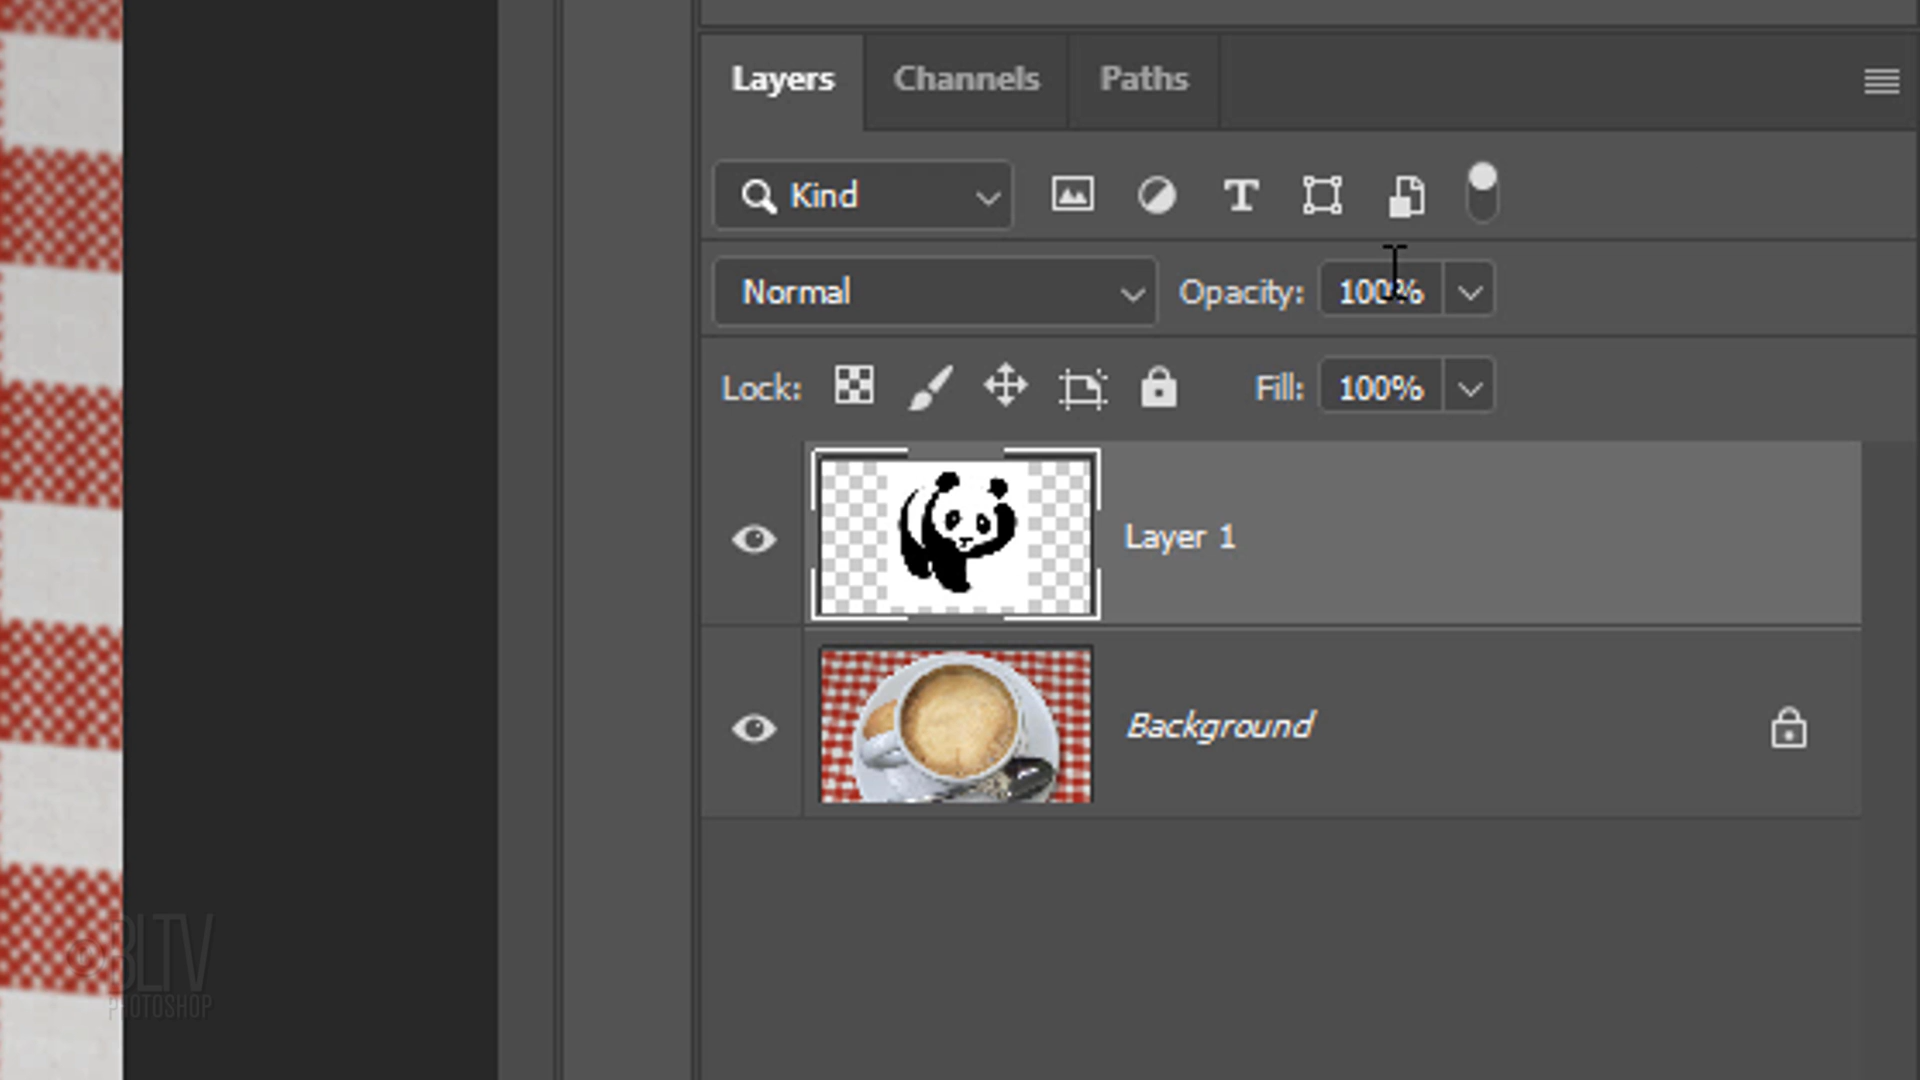 Layers Channels Paths
Kind
Normal Opacity: 100%
Lock: Fill: 100%
Layer 1
Background
©BLTV
PHOTOSHOP